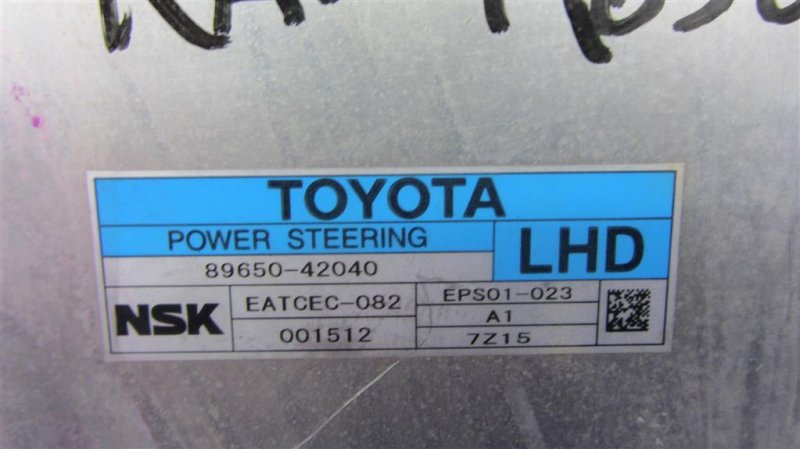 TOYOTA
POWER STEERING LHD
89650-42040
NSK EATCEC-082 EPS01-023
A1
001512 7Z15